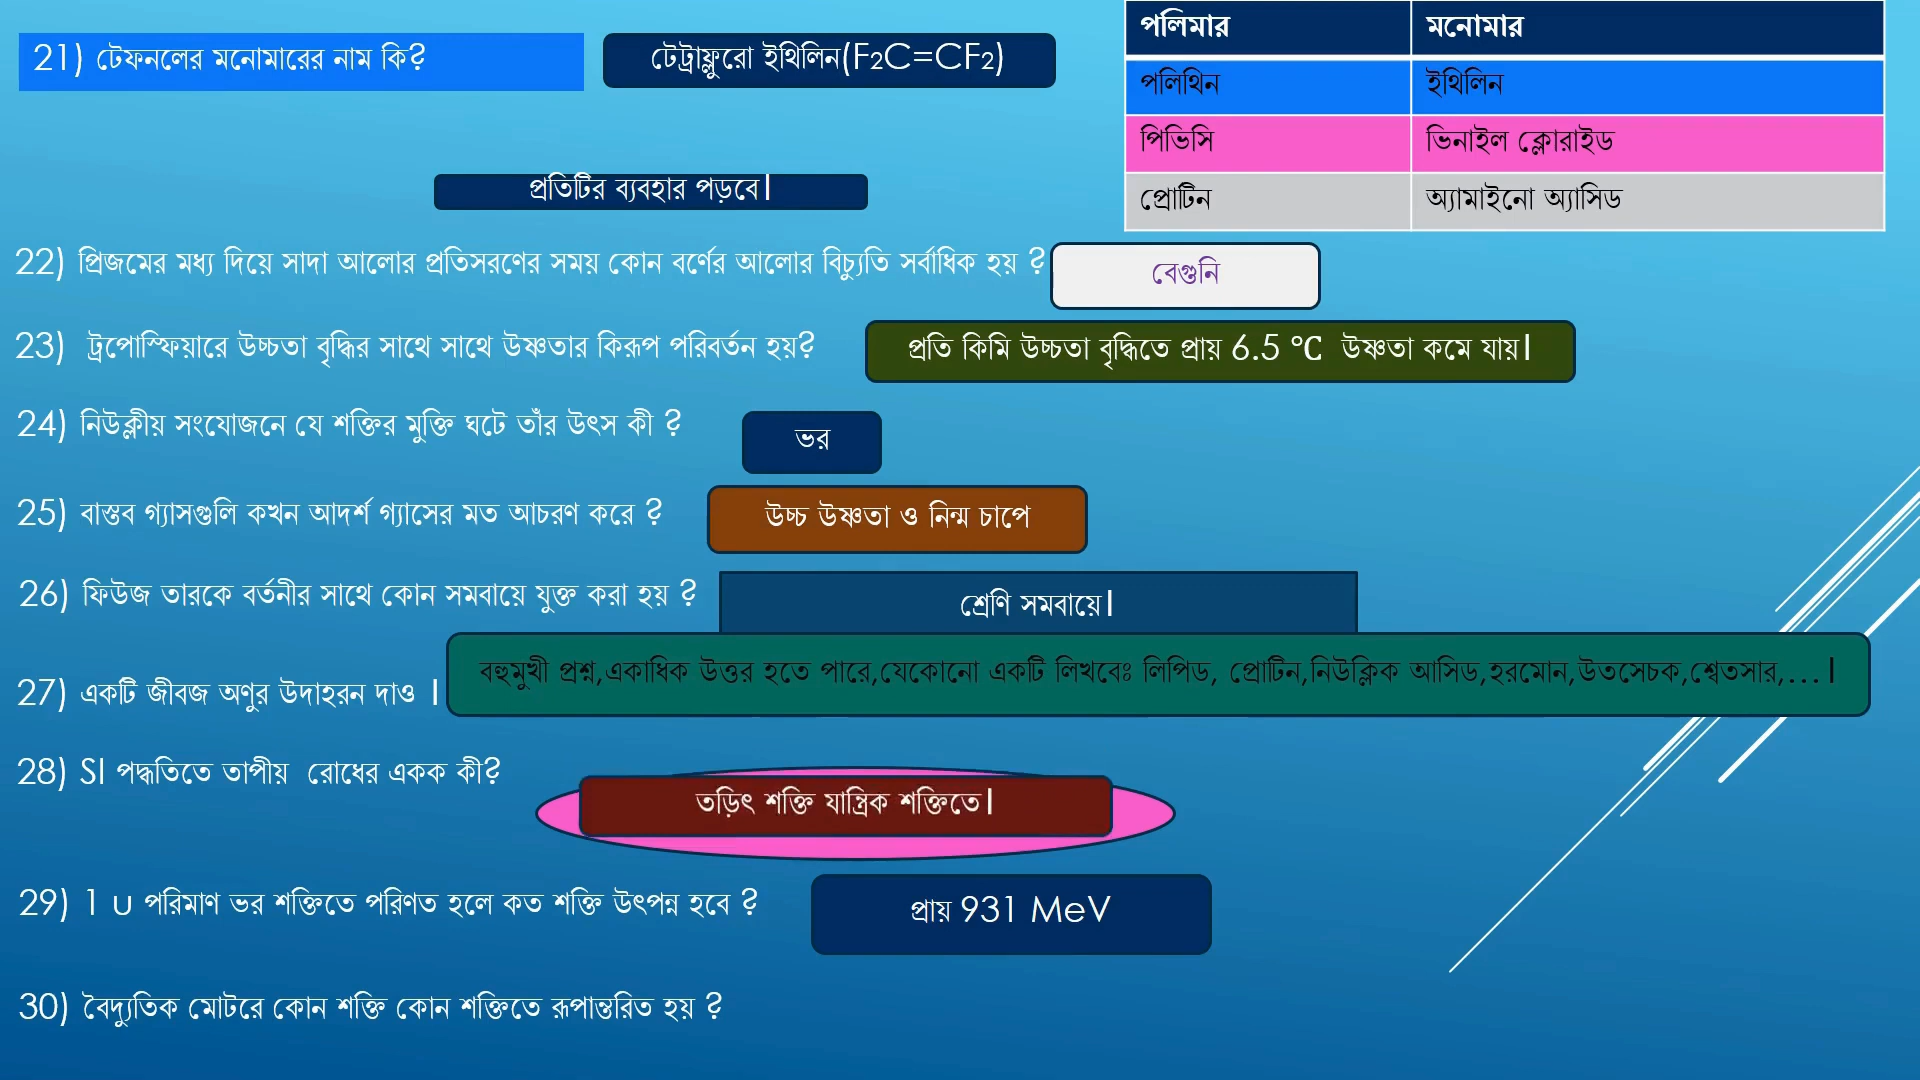 21) টেফনলের মনোমারের নাম কি?
টেট্রাফ্লুরো ইথিলিন(F₂C=CF₂)
পলিমার মনোমার
পলিথিন ইথিলিন
পিভিসি ভিনাইল ক্লোরাইড
প্রোটিন অ্যামাইনো অ্যাসিড
প্রতিটির ব্যবহার পড়বে।
22) প্রিজমের মধ্য দিয়ে সাদা আলোর প্রতিসরণের সময় কোন বর্ণের আলোর বিচ্যুতি সর্বাধিক হয় ?
বেগুনি
23) ট্রপোস্ফিয়ারে উচ্চতা বৃদ্ধির সাথে সাথে উষ্ণতার কিরূপ পরিবর্তন হয়?
প্রতি কিমি উচ্চতা বৃদ্ধিতে প্রায় 6.5 ℃ উষ্ণতা কমে যায়।
24) নিউক্লীয় সংযোজনে যে শক্তির মুক্তি ঘটে তাঁর উৎস কী ?
ভর
25) বাস্তব গ্যাসগুলি কখন আদর্শ গ্যাসের মত আচরণ করে ?
উচ্চ উষ্ণতা ও নিন্ম চাপে
26) ফিউজ তারকে বর্তনীর সাথে কোন সমবায়ে যুক্ত করা হয় ?
শ্রেণি সমবায়ে।
27) একটি জীবজ অণুর উদাহরন দাও ।
বহুমুখী প্রশ্ন,একাধিক উত্তর হতে পারে,যেকোনো একটি লিখবেঃ লিপিড, প্রোটিন,নিউক্লিক আসিড,হরমোন,উতসেচক,শ্বেতসার,...।
28) SI পদ্ধতিতে তাপীয় রোধের একক কী?
তড়িৎ শক্তি যান্ত্রিক শক্তিতে।
29) 1 u পরিমাণ ভর শক্তিতে পরিণত হলে কত শক্তি উৎপন্ন হবে ?
প্রায় 931 MeV
30) বৈদ্যুতিক মোটরে কোন শক্তি কোন শক্তিতে রূপান্তরিত হয় ?